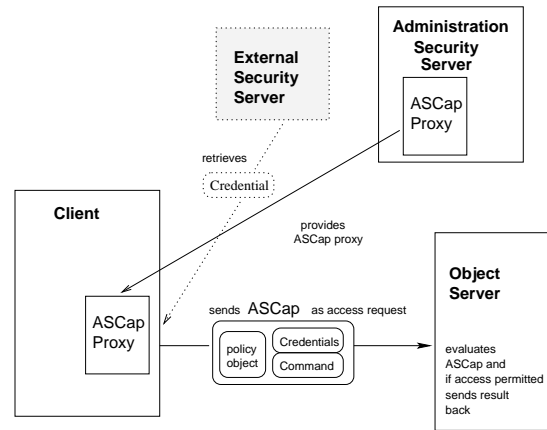 Administration
Security
Server
ASCap
Proxy
External
Security
Server
retrieves
Credential
Client
provides
ASCap proxy
ASCap
Proxy
sends ASCap as access request
policy
object
Credentials
Command
Object
Server
evaluates
ASCap and
if access permitted
sends result
back